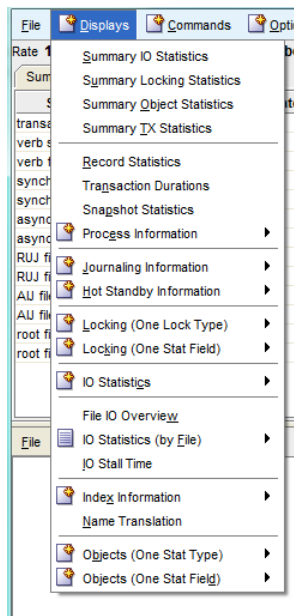 File Displays Commands Opti
Rate 1
Sum
S
transa
verb s
verb f
synch
synch
async
async
RUJ fi
RUJ fi
AIJ file
AIJ file
root fi
root fi
File
Summary IO Statistics
Summary Locking Statistics
Summary Object Statistics
Summary TX Statistics
Record Statistics
Transaction Durations
Snapshot Statistics
Process Information
Journaling Information
Hot Standby Information
Locking (One Lock Type)
Locking (One Stat Field)
IO Statistics
File IO Overview
IO Statistics (by File)
IO Stall Time
Index Information
Name Translation
Objects (One Stat Type)
Objects (One Stat Field)